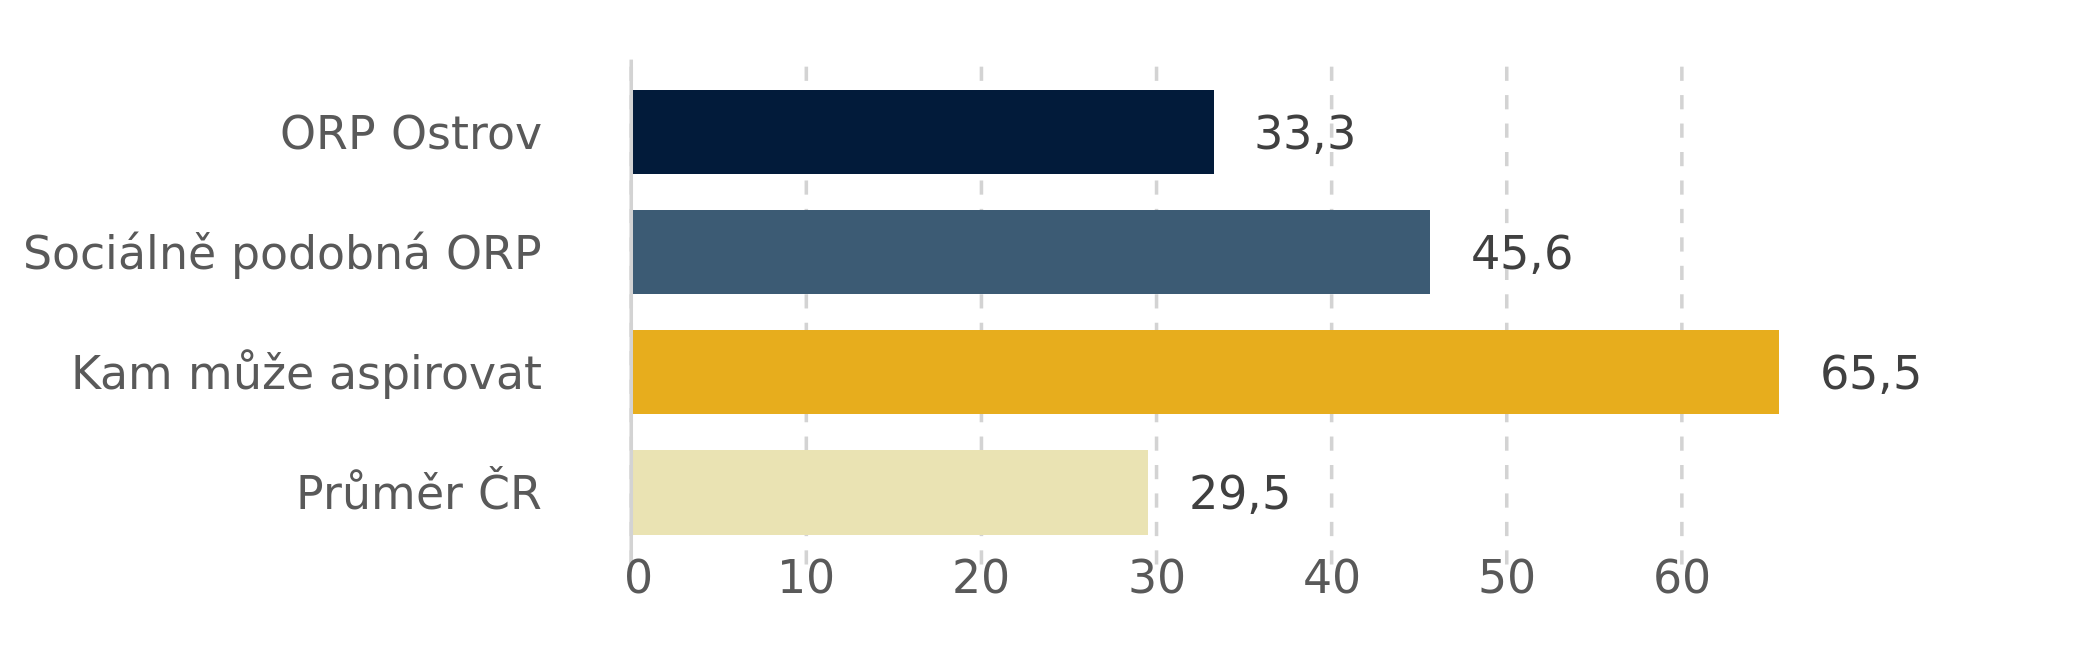 ORP Ostrov 33,3
Sociálně podobná ORP 45,6
Kam může aspirovat 65,5
Průměr ČR 29,5
0 10 20 30 40 50 60